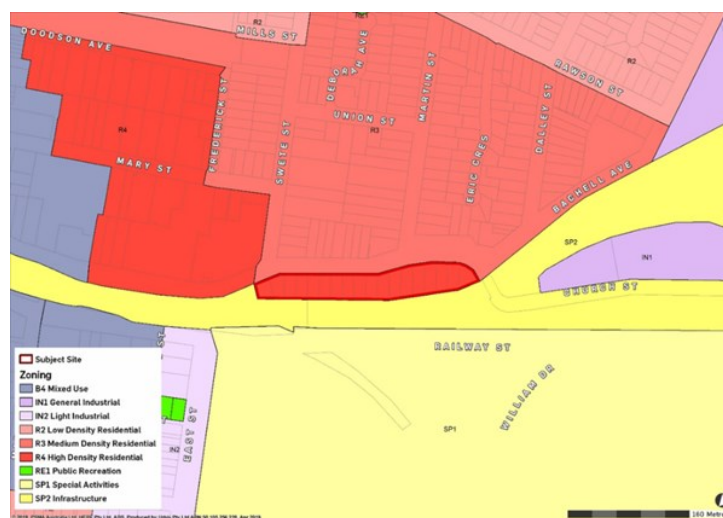 RE1
R2
MILLS ST
DOODSON AVE
DEBORAH AVE
MARTIN ST
RAWSON ST
R2
UNION ST
R3
R4
FREDERICK ST
SWETE ST
DALLEY ST
MARY ST
ERIC CRES
BACHELL AVE
SP2
IN1
CHURCH ST
RAILWAY ST
WILLIAM DR
SP1
EAST ST
IN2
Subject Site
Zoning
B4 Mixed Use
IN1 General Industrial
IN2 Light Industrial
R2 Low Density Residential
R3 Medium Density Residential
R4 High Density Residential
RE1 Public Recreation
SP1 Special Activities
SP2 Infrastructure
160 Metres